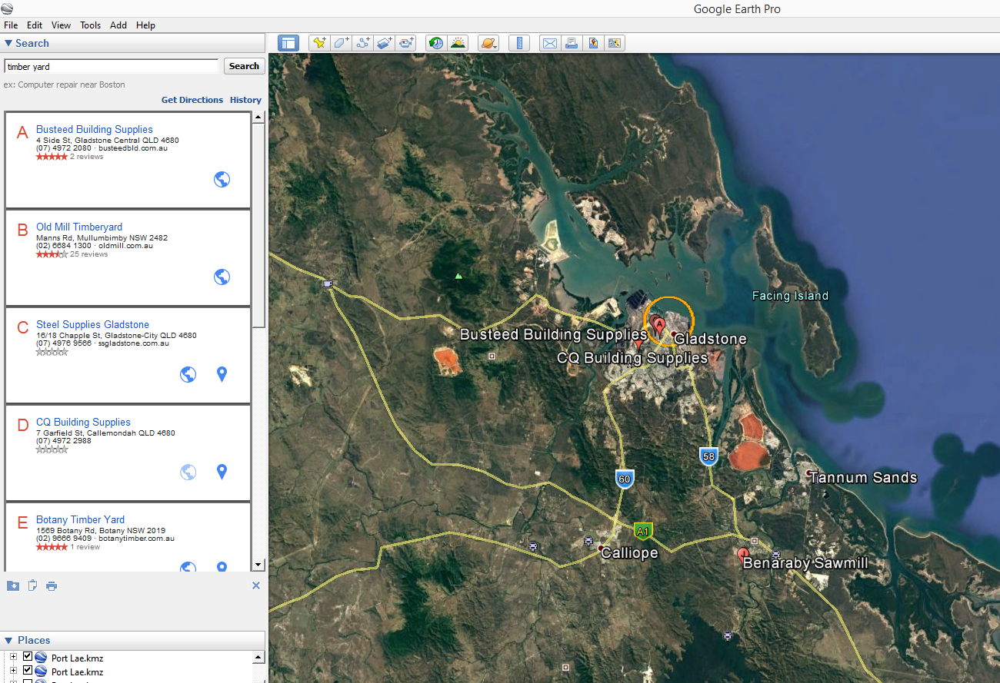 Google Earth Pro
File Edit View Tools Add Help
Search
timber yard
Search
ex: Computer repair near Boston
Get Directions History
A
Busteed Building Supplies
4 Side St, Gladstone Central QLD 4680
(07) 4972 2080 · busteedbld.com.au
2 reviews
B
Old Mill Timberyard
Manns Rd, Mullumbimby NSW 2482
(02) 6684 1300 · oldmill.com.au
25 reviews
C
Steel Supplies Gladstone
16/18 Chapple St, Gladstone-City QLD 4680
(07) 4976 9566 · ssgladstone.com.au
D
CQ Building Supplies
7 Garfield St, Callemondah QLD 4680
(07) 4972 2988
E
Botany Timber Yard
1569 Botany Rd, Botany NSW 2019
(02) 9666 9409 · botanytimber.com.au
1 review
Places
Port Lae.kmz
Port Lae.kmz
Facing Island
A
Busteed Building Supplies
Gladstone
CQ Building Supplies
58
60
Tannum Sands
A1
Calliope
Benaraby Sawmill